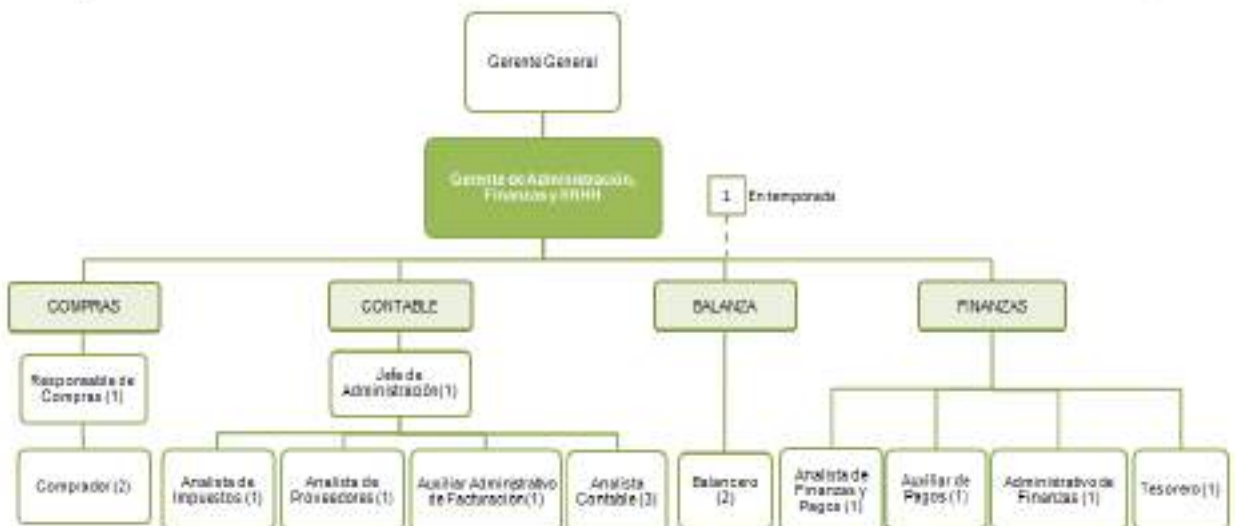 Gerente General
Gerente de Administración,
Finanzas y RRHH
1 En temporada
COMPRAS
CONTABLE
BALANZA
FINANZAS
Responsable de
Compras (1)
Jefe de
Administración (1)
Comprador (2)
Analista de
Impuestos (1)
Analista de
Proveedores (1)
Auxiliar Administrativo
de Facturación (1)
Analista
Contable (3)
Balancero
(2)
Analista de
Finanzas y
Pagos (1)
Auxiliar de
Pagos (1)
Administrativo de
Finanzas (1)
Tesorero (1)